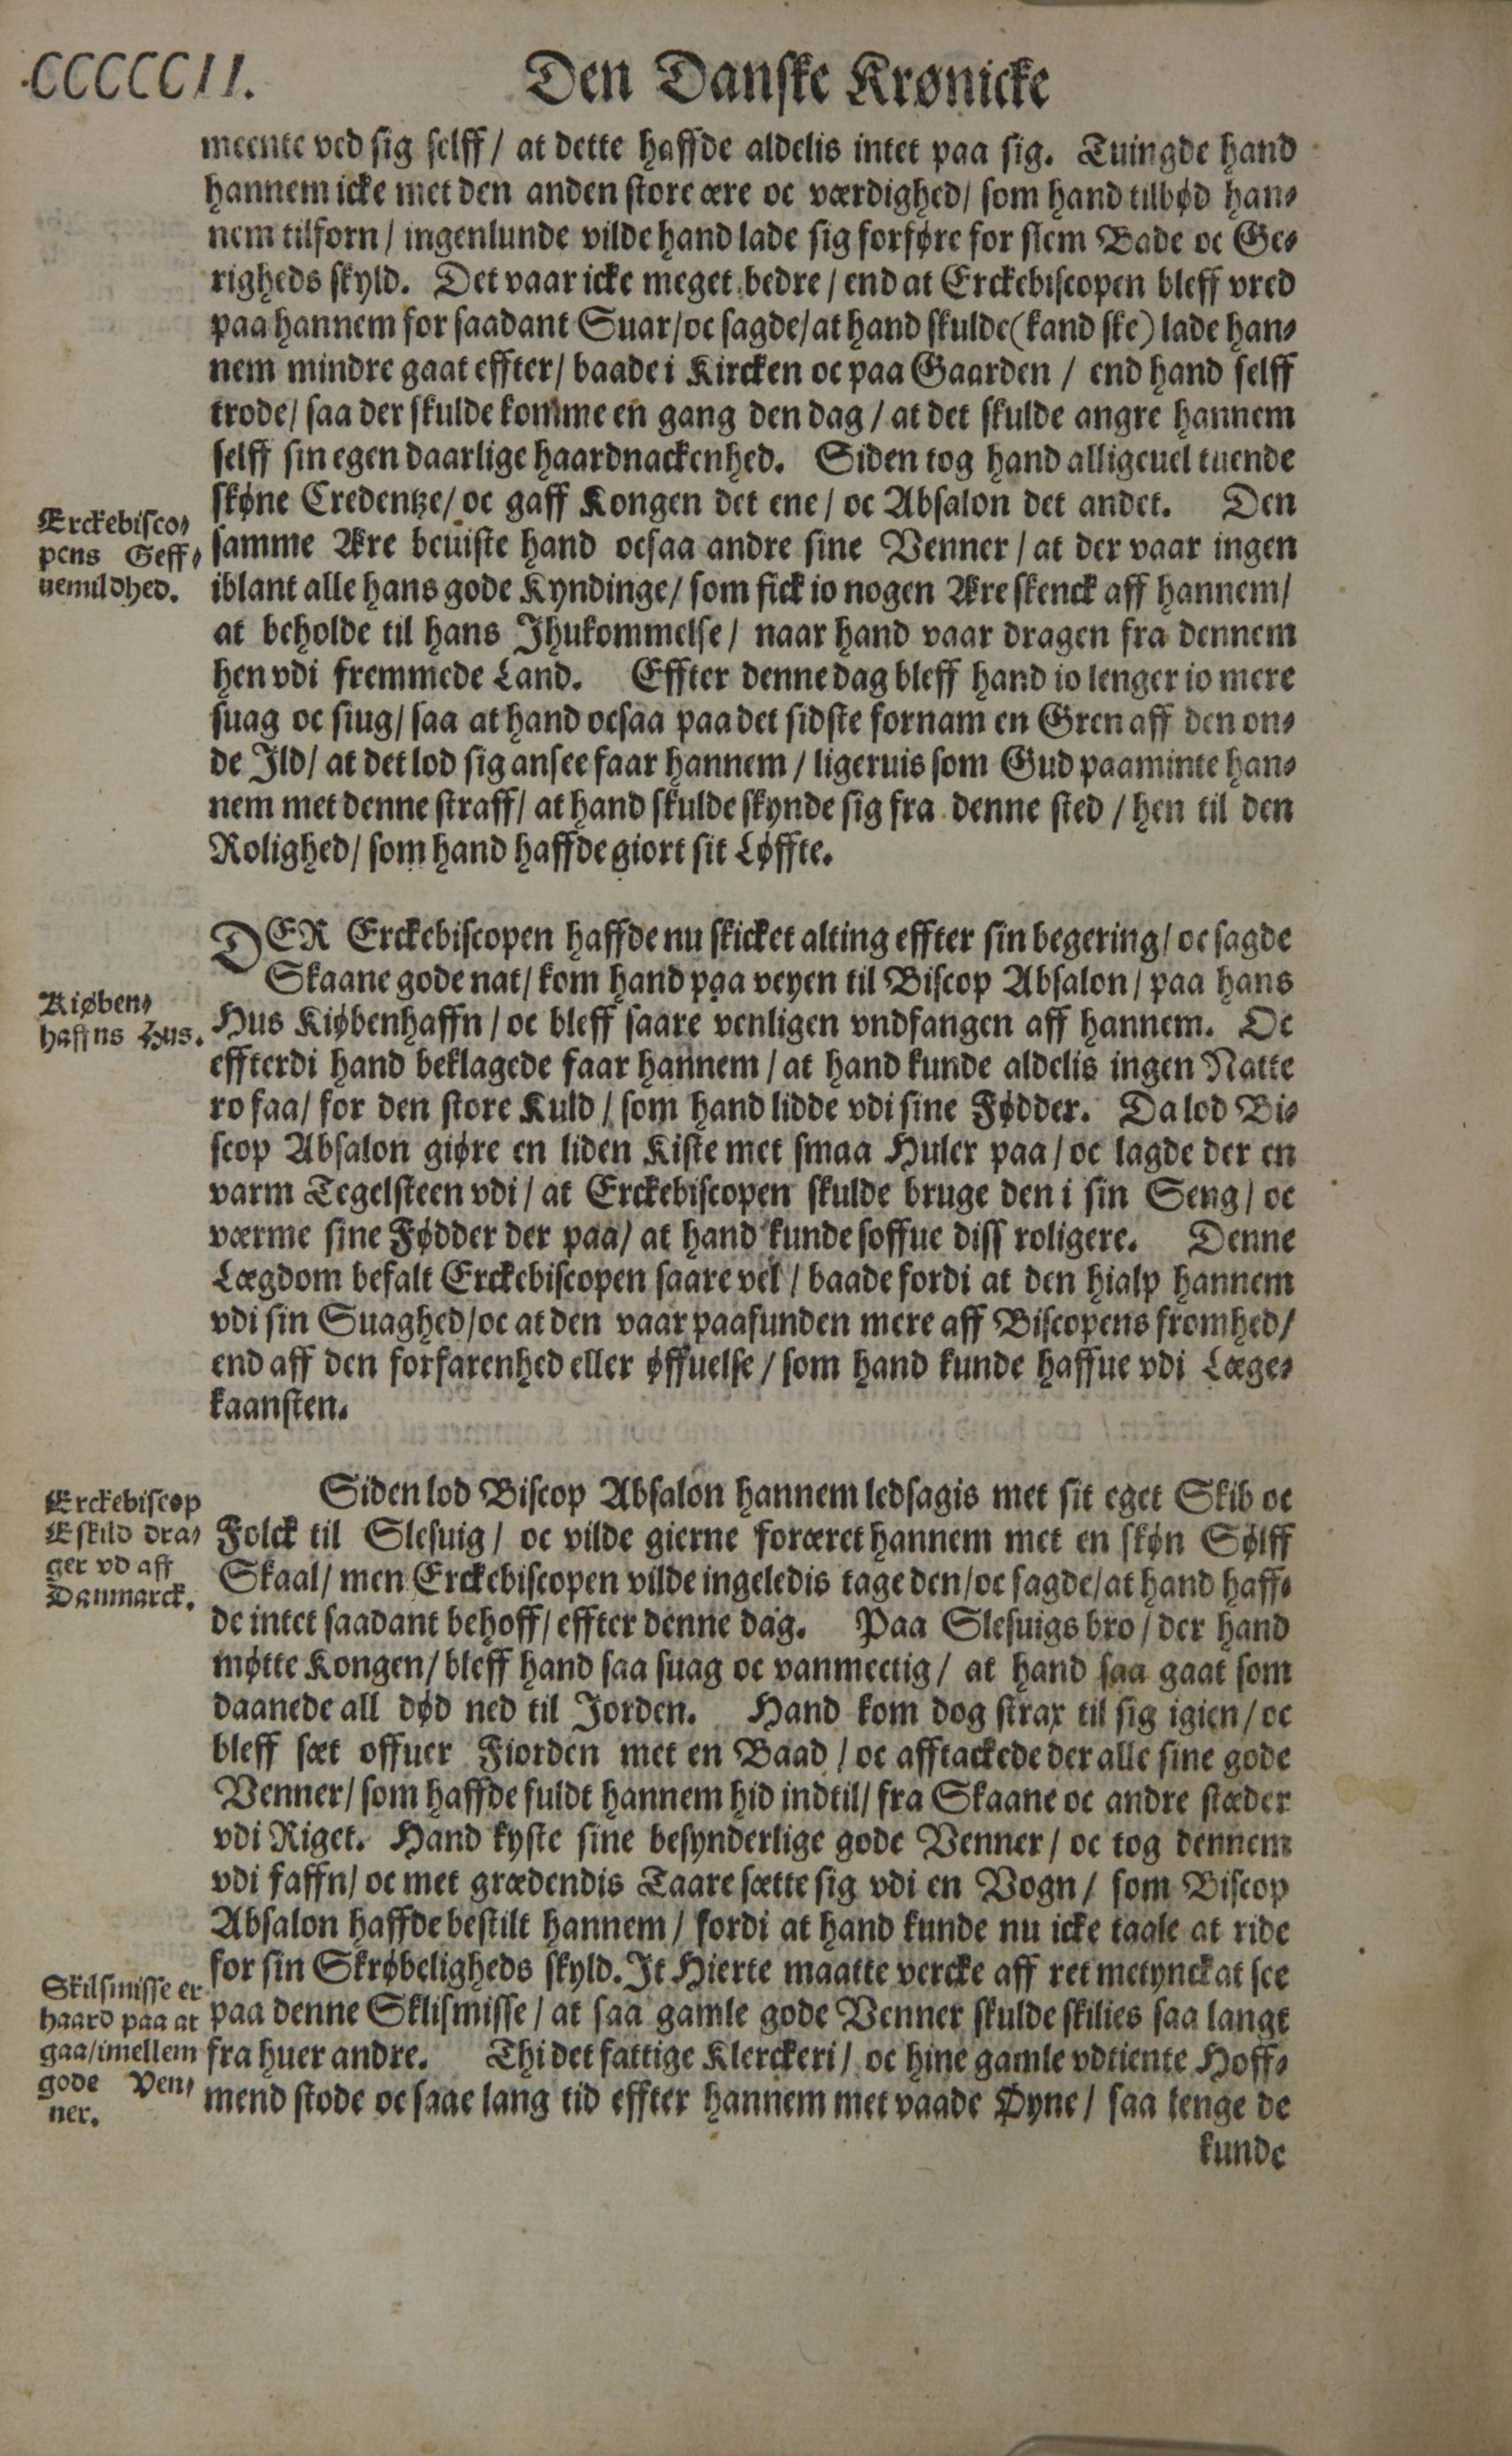 CCCCCII.
Den Danske Krønicke
meente ved sig selff / at dette haffde aldelis intet paa sig. Tuingde hand
hannem icke met den anden store ære oc værdighed / som hand tilbød han-
nem tilforn / ingenlunde vilde hand lade sig forføre for slem Bade oc Ge-
righeds skyld. Det vaar icke meget bedre / end at Erckebiscopen bleff vred
paa hannem for saadant Suar / oc sagde / at hand skulde (kand ske) lade han-
nem mindre gaat effter / baade i Kircken oc paa Gaarden / end hand selff
trode / saa der skulde komme en gang den dag / at det skulde angre hannem
selff sin egen daarlige haardnackenhed. Siden tog hand alligeuel tuende
skøne Credentze / oc gaff Kongen det ene / oc Absalon det andet. Den
Erckebisco-
pens Geff-
uemildhed.
samme Ære beuiste hand ocsaa andre sine Venner / at der vaar ingen
iblant alle hans gode Kyndinge / som fick io nogenÆre skenck aff hannem /
at beholde til hans Jhukommelse / naar hand vaar dragen fra dennem
hen vdi fremmede Land. Effter denne dag bleff hand io lenger io mere
suag oc siug / saa at hand ocsaa paa det sidste fornam en Gren aff den on-
de Jld / at det lod sig ansee faar hannem / ligeruis som Gud paaminte han-
nem met denne straff / at hand skulde skynde sig fra denne sted / hen til den
Rolighed / som hand haffde giort sit Løffte.
DER Erckebiscopen haffde nu skicket alting effter sin begering / oc sagde
Skaane gode nat / kom hand paa veyen til Biscop Absalon / paa hans
Kiøben-
haffns Hus.
Hus Kiøbenhaffn / oc bleff saare venligen vndfangen aff hannem. Oc
effterdi hand beklagede faar hannem / at hand kunde aldelis ingen Natte
ro faa / for den store Kuld / som hand lidde vdi sine Fødder. Da lod Bi-
scop Absalon giøre en liden Kiste met smaa Huler paa / oc lagde der en
varm Tegelsteen vdi / at Erckebiscopen skulde bruge den i sin Seng / oc
værme sine Fødder der paa / at hand kunde soffue diss roligere. Denne
Lægdom befalt Erckebiscopen saare vel / baade fordi at den hialp hannem
vdi sin Suaghed / oc at den vaar paafunden mere aff Biscopens fromhed /
end aff den forfarenhed eller øffuelse / som hand kunde haffue vdi Læge-
kaansten.
Siden lod Biscop Absalon hannem ledsagis met sit eget Skib oc
Erckebiscop
Eskild dra-
ger vd aff
Danmarck.
Folck til Slesuig / oc vilde gierne foræret hannem met en skøn Sølff
Skaal / men Erckebiscopen vilde ingeledis tage den / oc sagde / at hand haff-
de intet saadant behoff / effter denne dag. Paa Slesuigs bro / der hand
møtte Kongen / bleff hand saa suag oc vanmectig / at hand saa gaat som
daanede all død ned til Jorden. Hand kom dog strax til sig igien / oc
bleff sæt offuer Fiorden met en Baad / oc afftackede der alle sine gode
Venner / som haffde fuldt hannem hid indtil / fra Skaane oc andre stæder
vdi Riget. Hand kyste sine besynderlige gode Venner / oc tog dennem
vdi faffn / oc met grædendis Taare sætte sig vdi en Vogn / som Biscop
Absalon haffde bestilt hannem / fordi at hand kunde nu icke taale at ride
for sin Skrøbeligheds skyld. Jt Hierte maatte vercke aff ret metynck at see
Skilsmisse er
haard paa at
gaa / imellem
gode Ven-
ner.
paa denne Sklismisse / at saa gamle gode Venner skulde skilies saa langt
fra huer andre. Thi det fattige Klerckeri / oc hine gamle vdtiente Hoff-
mend stode oc saae lang tid effter hannem met vaade Øyne / saa lenge de
kunde